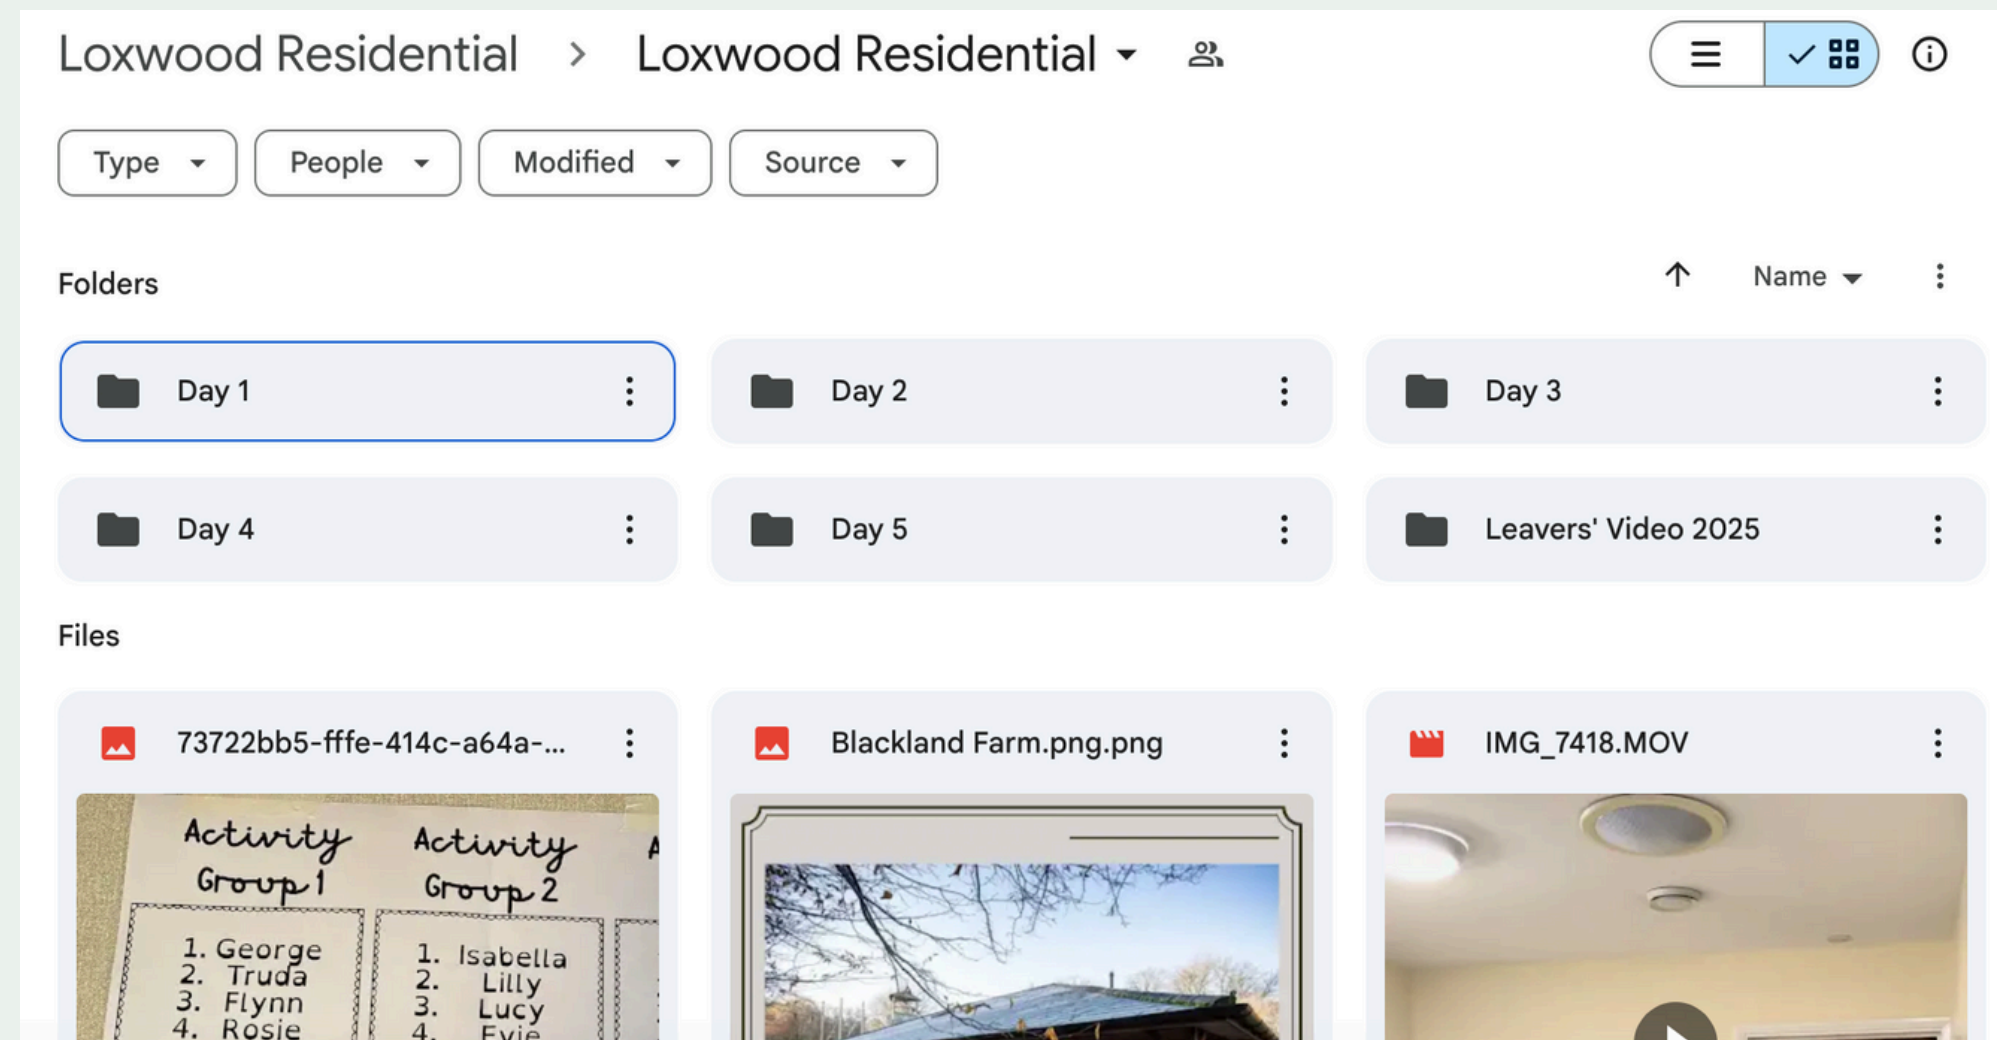 Loxwood Residential > Loxwood Residential
Type People Modified Source
Folders
Name
Day 1
Day 2
Day 3
Day 4
Day 5
Leavers' Video 2025
Files
73722bb5-fffe-414c-a64a-...
Blackland Farm.png.png
IMG_7418.MOV
Activity
Group 1
1. George
2. Truda
3. Flynn
4. Rosie
Activity
Group 2
1. Isabella
2. Lilly
3. Lucy
4. Evie
A